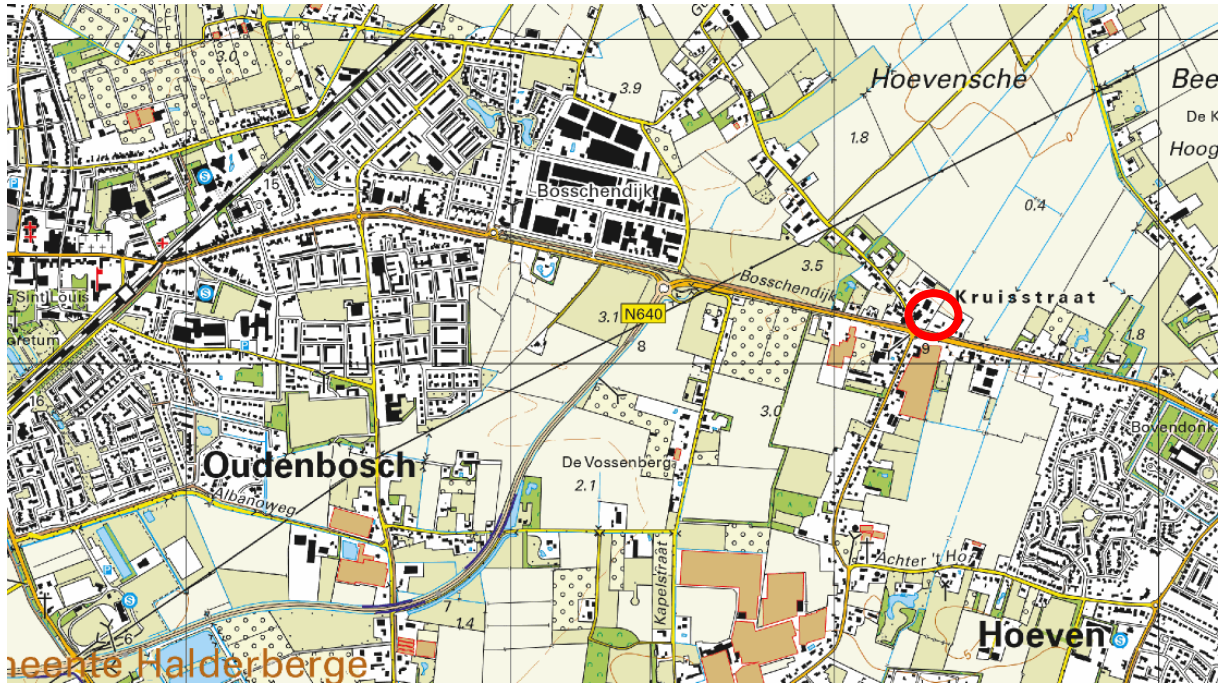 3.0
3.9
Hoevensche
Bee
De K
1.8
Hoog
15
Bosschendijk
0.4
3.5
Bosschendijk
Kruisstraat
Sint Louis
3.1
N640
1.8
8
9
oretum
16
3.0
Bovendonk
Oudenbosch
De Vossenberg
2.1
Albanoweg
Achter 't Hof
Kapelstraat
7
1.4
6
Hoeven
S
meente Halderberge